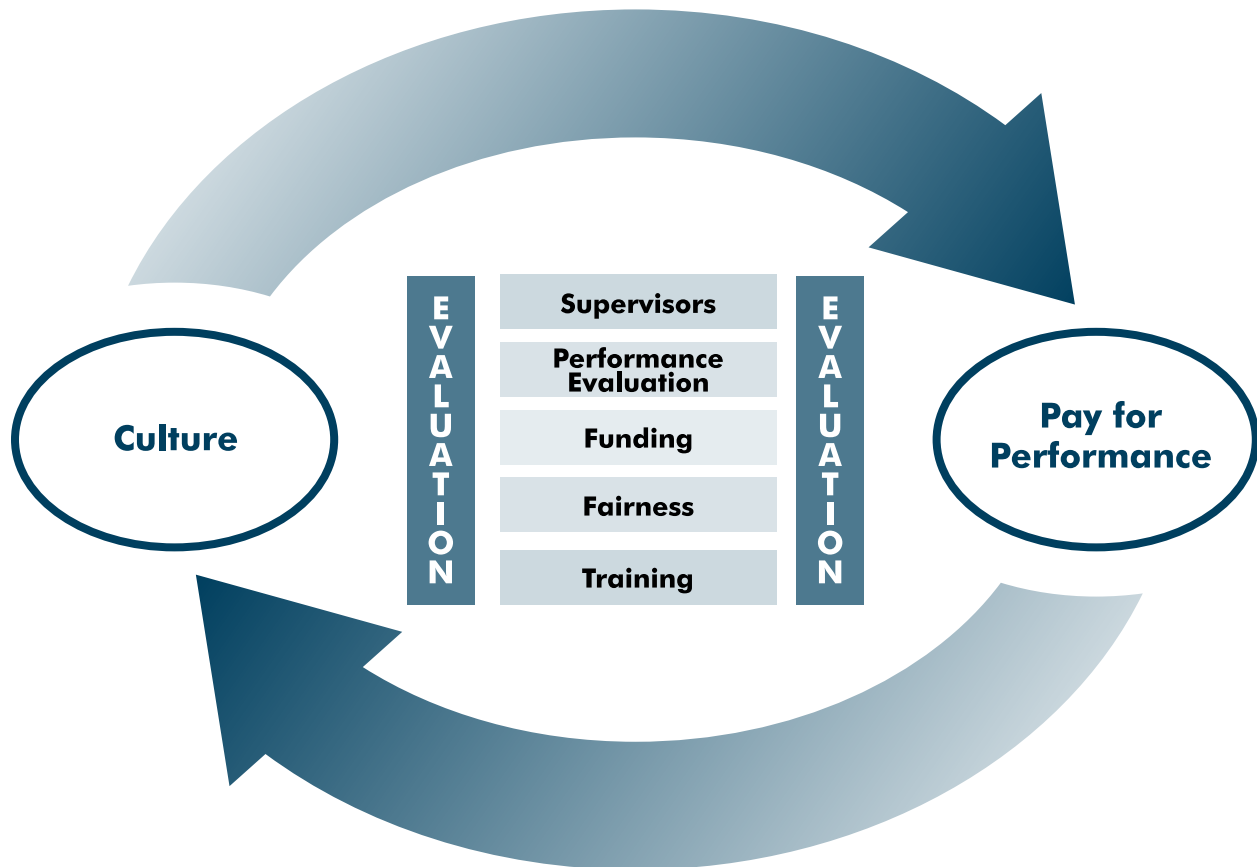 Culture
EVALUATION
Supervisors
Performance
Evaluation
Funding
Fairness
Training
EVALUATION
Pay for
Performance